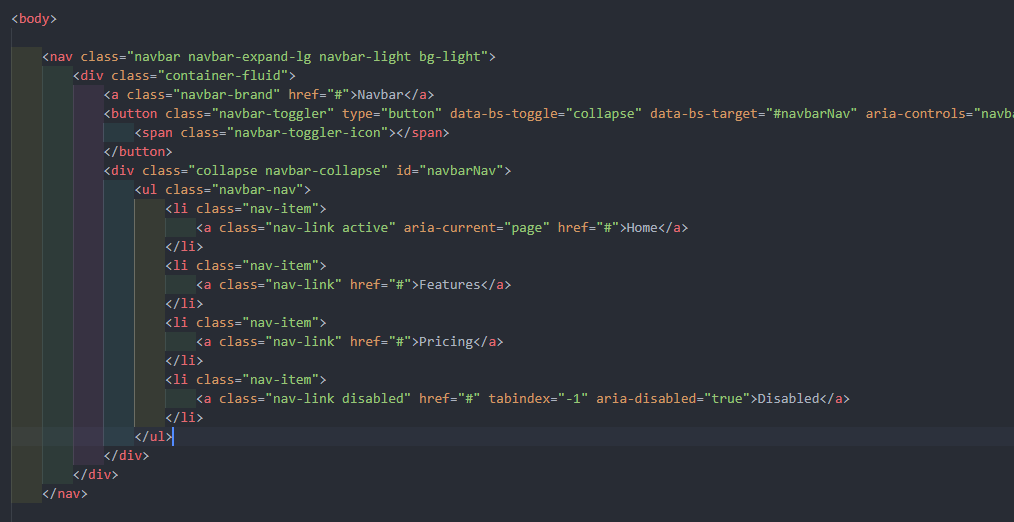 <body>
<nav class="navbar navbar-expand-lg navbar-light bg-light">
<div class="container-fluid">
<a class="navbar-brand" href="#">Navbar</a>
<button class="navbar-toggler" type="button" data-bs-toggle="collapse" data-bs-target="#navbarNav" aria-controls="navba
<span class="navbar-toggler-icon"></span>
</button>
<div class="collapse navbar-collapse" id="navbarNav">
<ul class="navbar-nav">
<li class="nav-item">
<a class="nav-link active" aria-current="page" href="#">Home</a>
</li>
<li class="nav-item">
<a class="nav-link" href="#">Features</a>
</li>
<li class="nav-item">
<a class="nav-link" href="#">Pricing</a>
</li>
<li class="nav-item">
<a class="nav-link disabled" href="#" tabindex="-1" aria-disabled="true">Disabled</a>
</li>
</ul>
</div>
</div>
</nav>